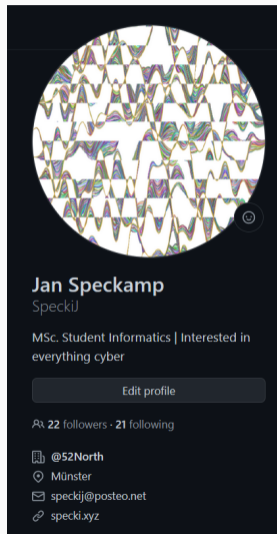 Jan Speckamp
SpeckiJ
MSc. Student Informatics | Interested in
everything cyber
Edit profile
22 followers · 21 following
@52North
Münster
speckij@posteo.net
specki.xyz